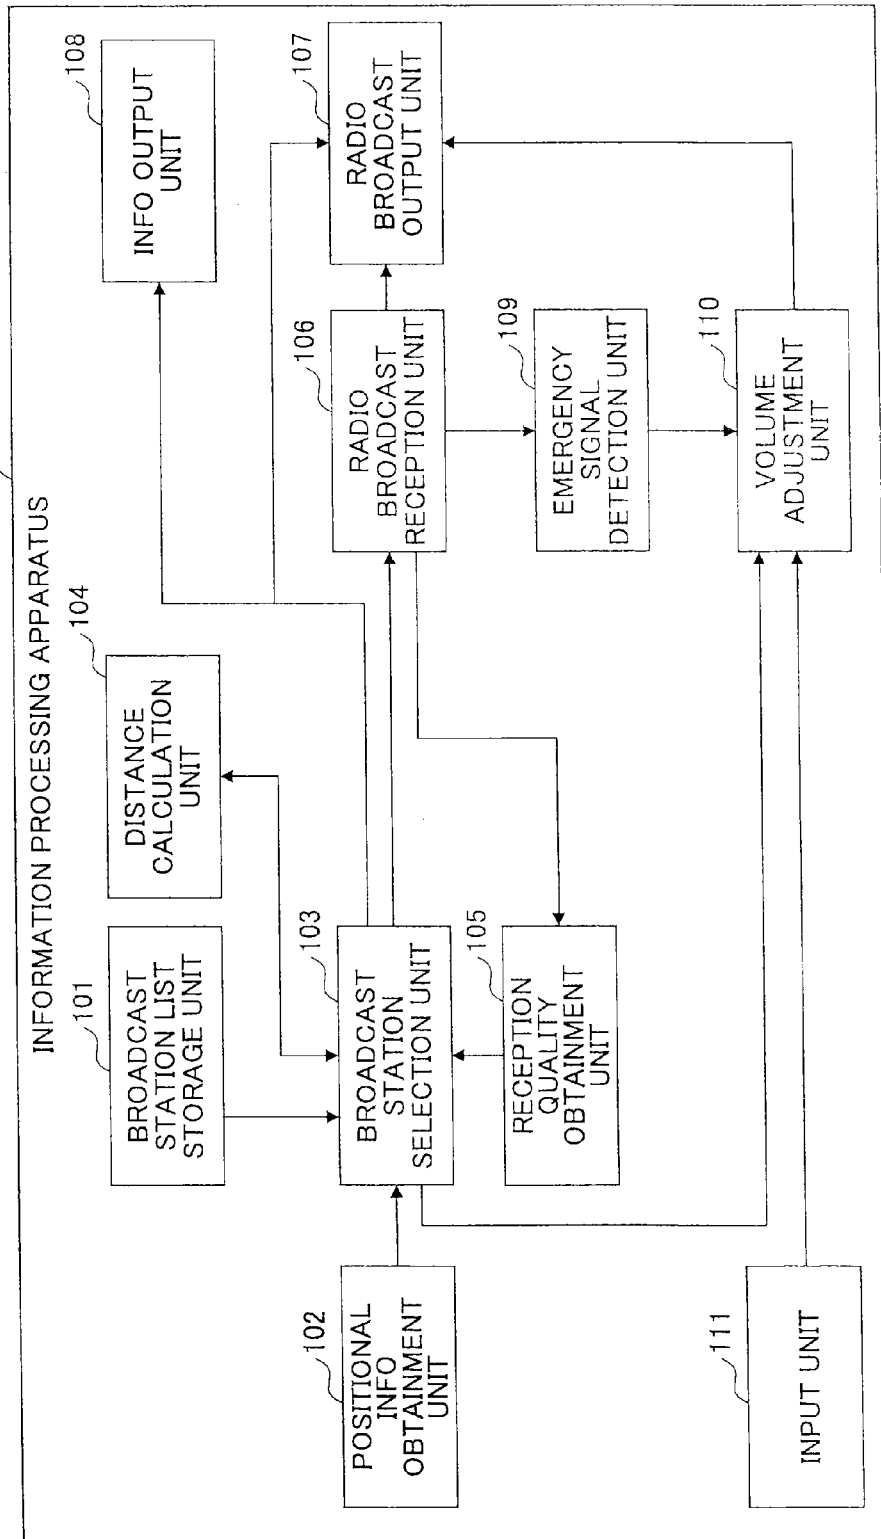 INFORMATION PROCESSING APPARATUS
101
BROADCAST
STATION LIST
STORAGE UNIT
104
DISTANCE
CALCULATION
UNIT
108
INFO OUTPUT
UNIT
102
POSITIONAL
INFO
OBTAINMENT
UNIT
103
BROADCAST
STATION
SELECTION UNIT
106
RADIO
BROADCAST
RECEPTION UNIT
107
RADIO
BROADCAST
OUTPUT UNIT
105
RECEPTION
QUALITY
OBTAINMENT
UNIT
109
EMERGENCY
SIGNAL
DETECTION UNIT
111
INPUT UNIT
110
VOLUME
ADJUSTMENT
UNIT